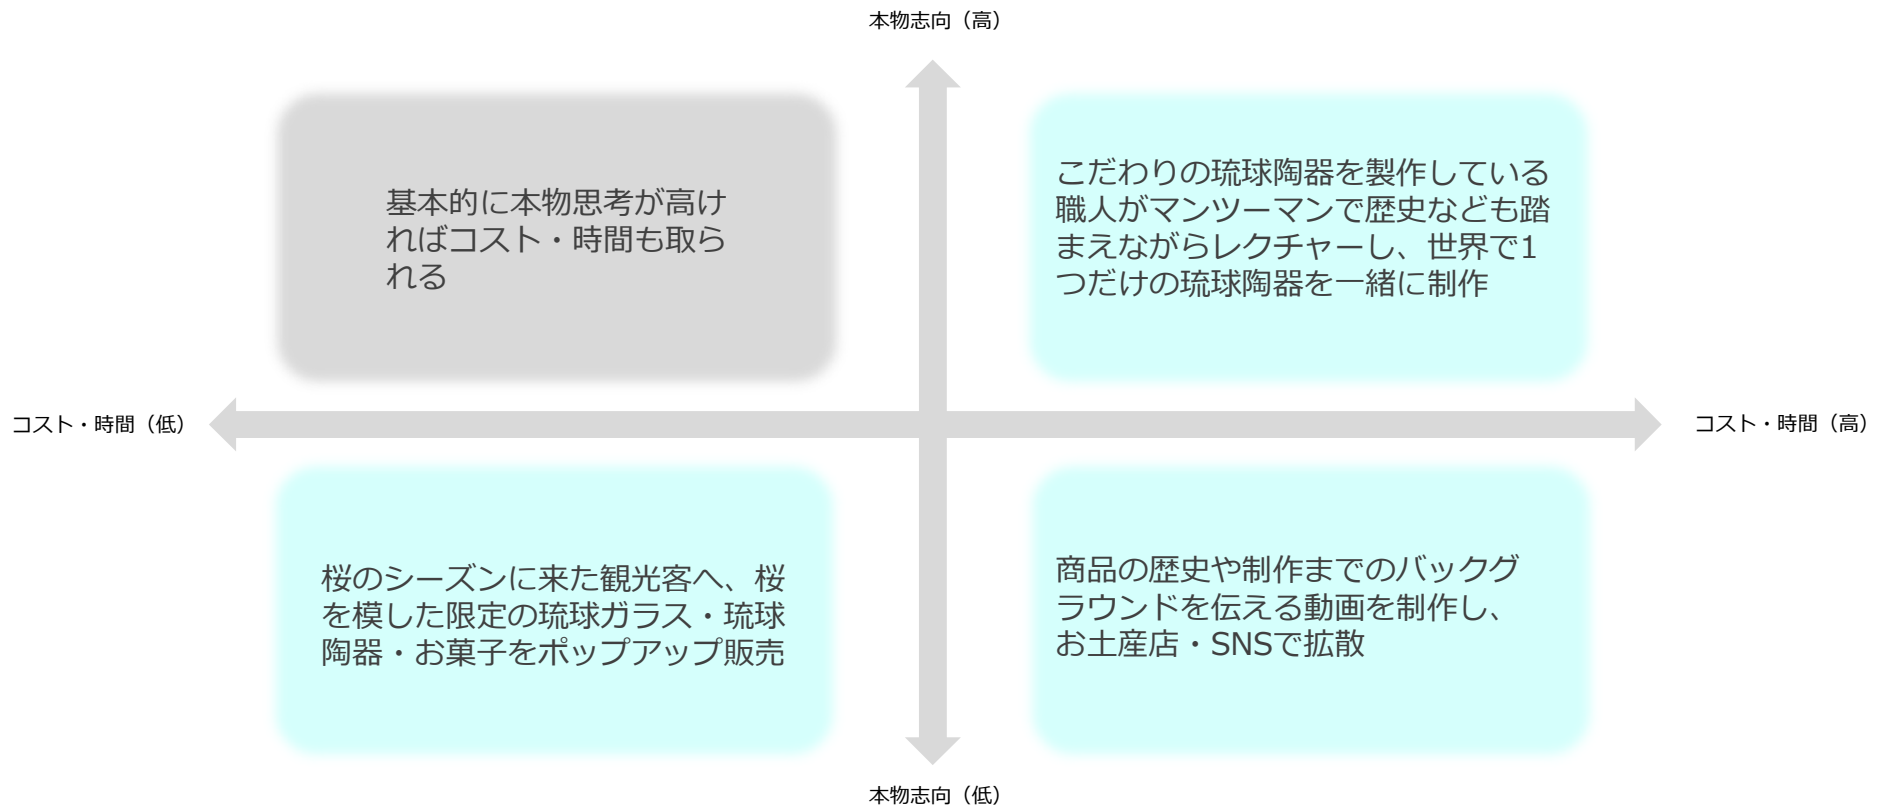 本物志向（高）
基本的に本物思考が高け
ればコスト・時間も取ら
れる
こだわりの琉球陶器を製作している
職人がマンツーマンで歴史なども踏
まえながらレクチャーし、世界で1
つだけの琉球陶器を一緒に制作
コスト・時間（低）
コスト・時間（高）
桜のシーズンに来た観光客へ、桜
を模した限定の琉球ガラス・琉球
陶器・お菓子をポップアップ販売
商品の歴史や制作までのバックグ
ラウンドを伝える動画を制作し、
お土産店・SNSで拡散
本物志向（低）